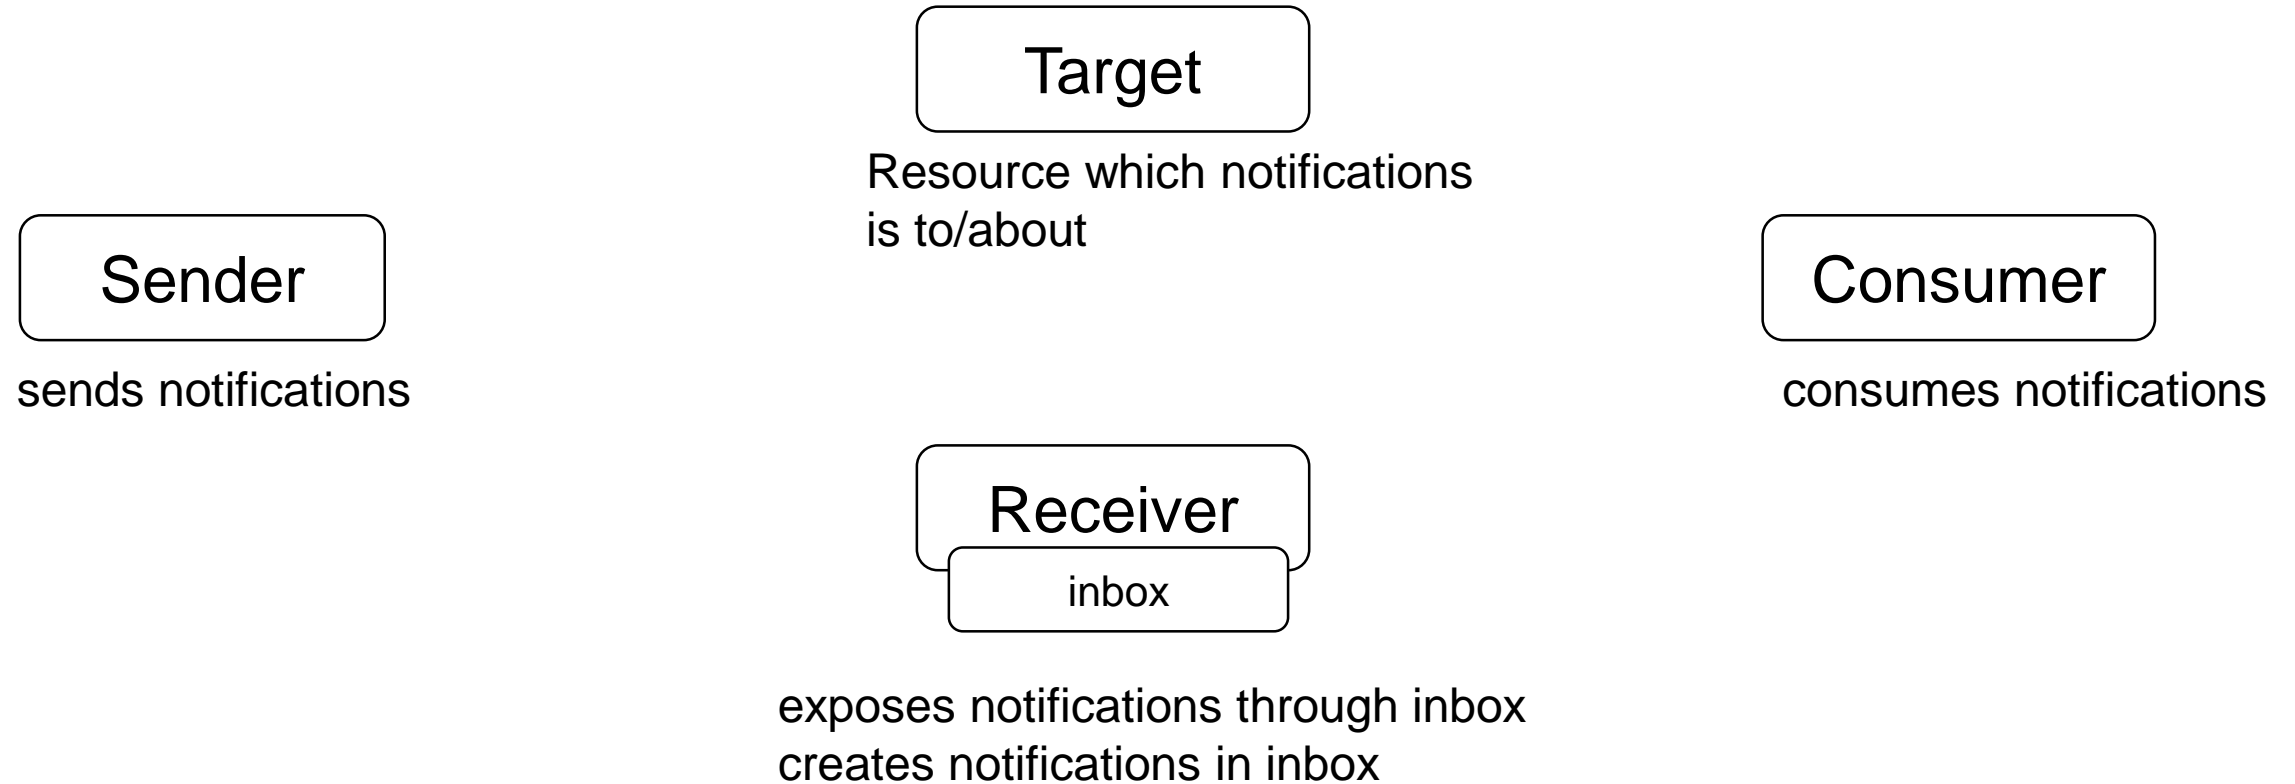 Target
Resource which notifications
is to/about
Sender
sends notifications
Consumer
consumes notifications
Receiver
inbox
exposes notifications through inbox
creates notifications in inbox